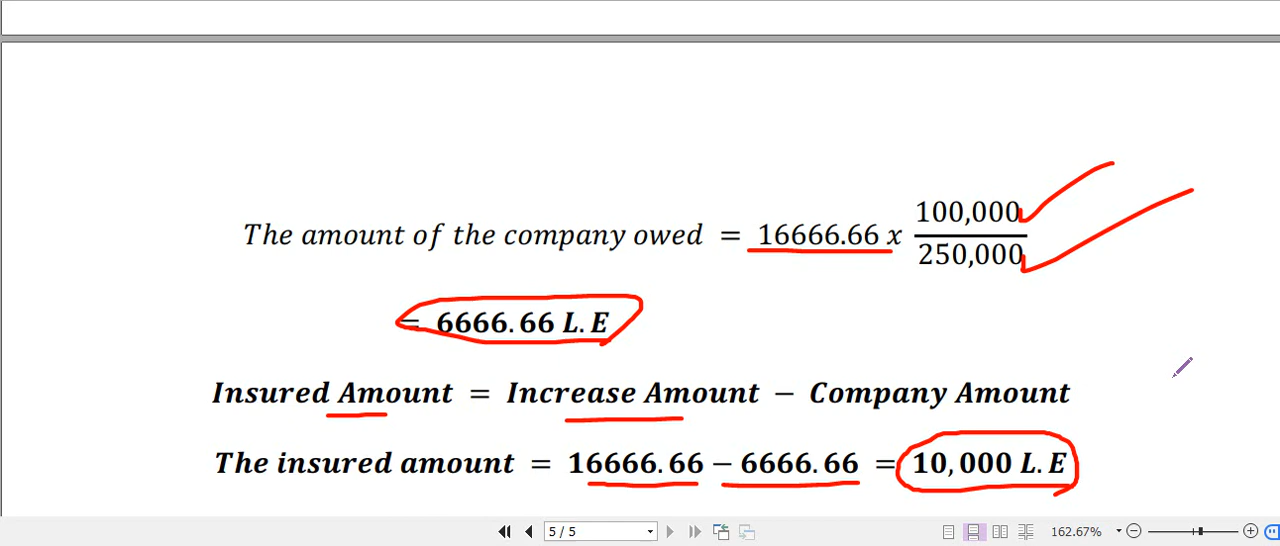 The amount of the company owed = 16666.66 x 100,000 / 250,000
= 6666.66 L.E
Insured Amount = Increase Amount − Company Amount
The insured amount = 16666.66 − 6666.66 = 10,000 L.E
5 / 5
162.67%